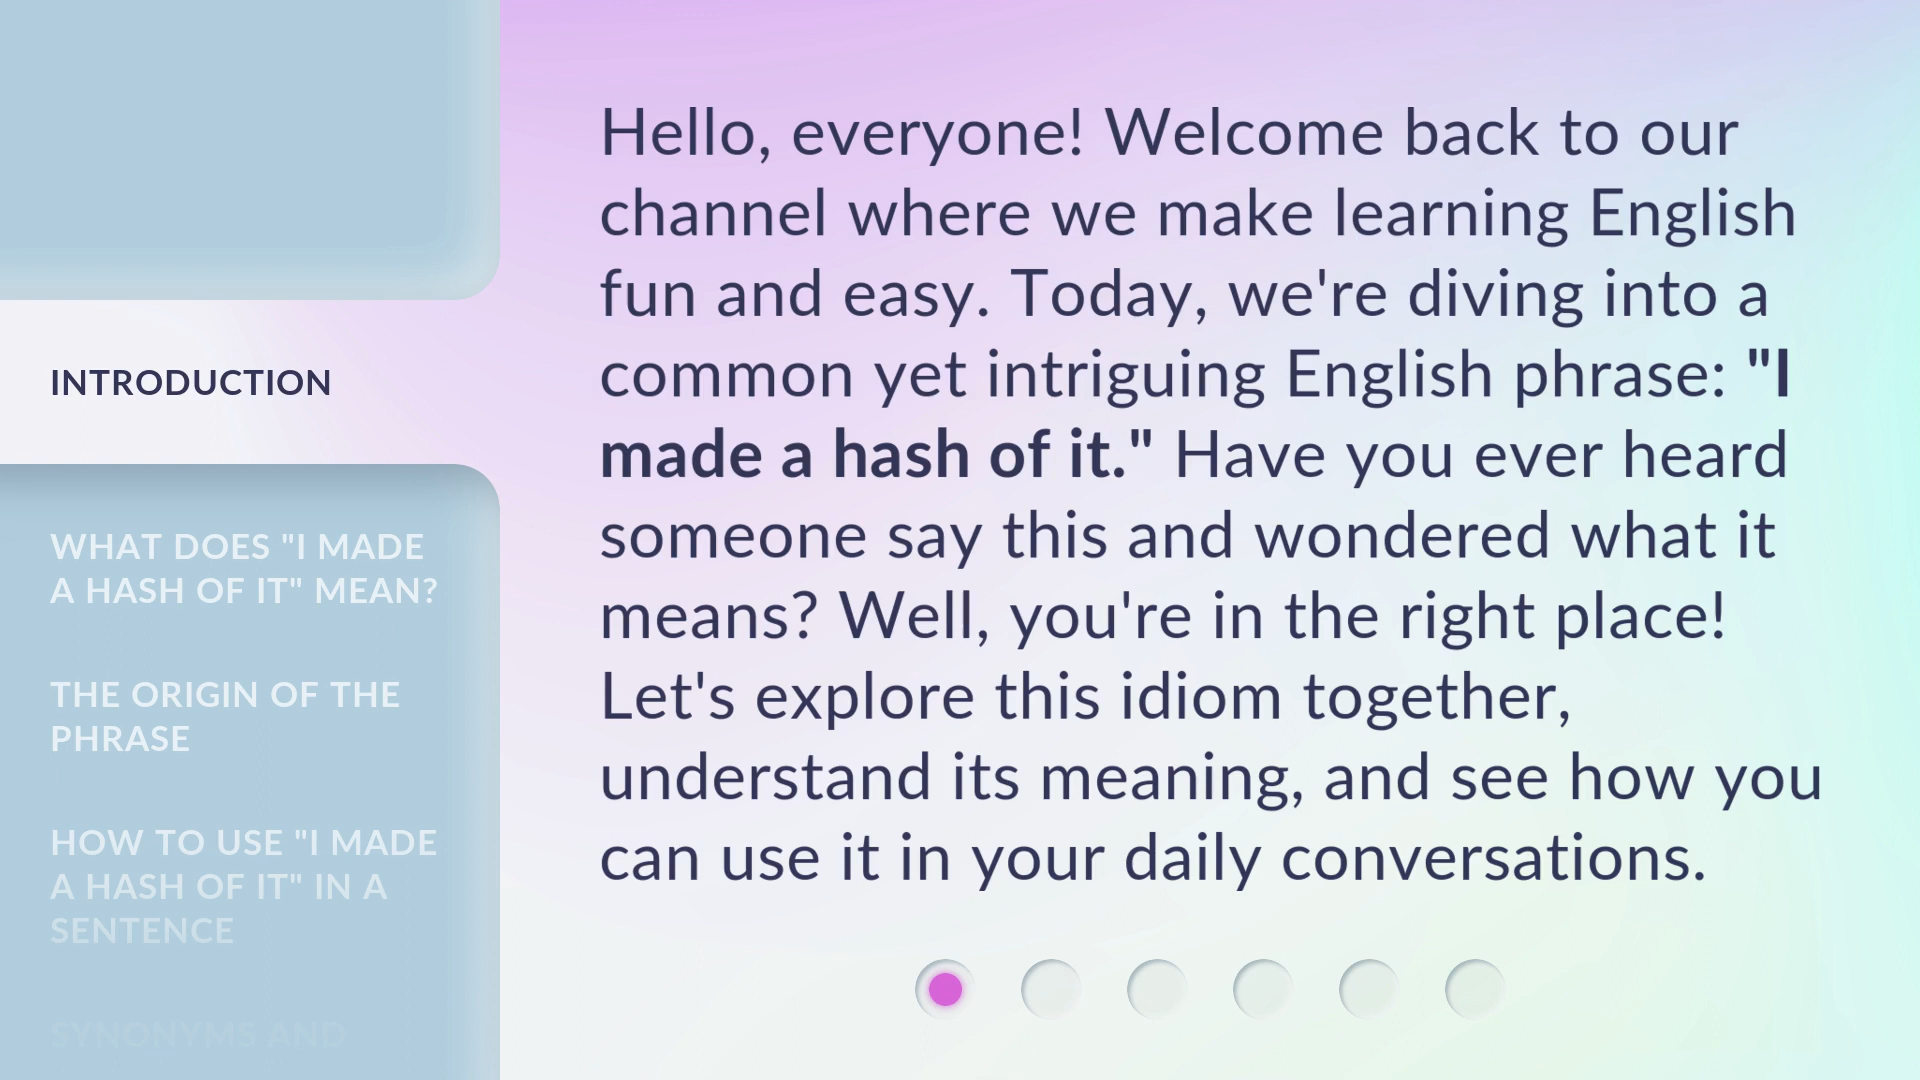 INTRODUCTION
WHAT DOES "I MADE
A HASH OF IT" MEAN?
THE ORIGIN OF THE
PHRASE
HOW TO USE "I MADE
A HASH OF IT" IN A
SENTENCE
SYNONYMS AND
Hello, everyone! Welcome back to our
channel where we make learning English
fun and easy. Today, we're diving into a
common yet intriguing English phrase: "I
made a hash of it." Have you ever heard
someone say this and wondered what it
means? Well, you're in the right place!
Let's explore this idiom together,
understand its meaning, and see how you
can use it in your daily conversations.